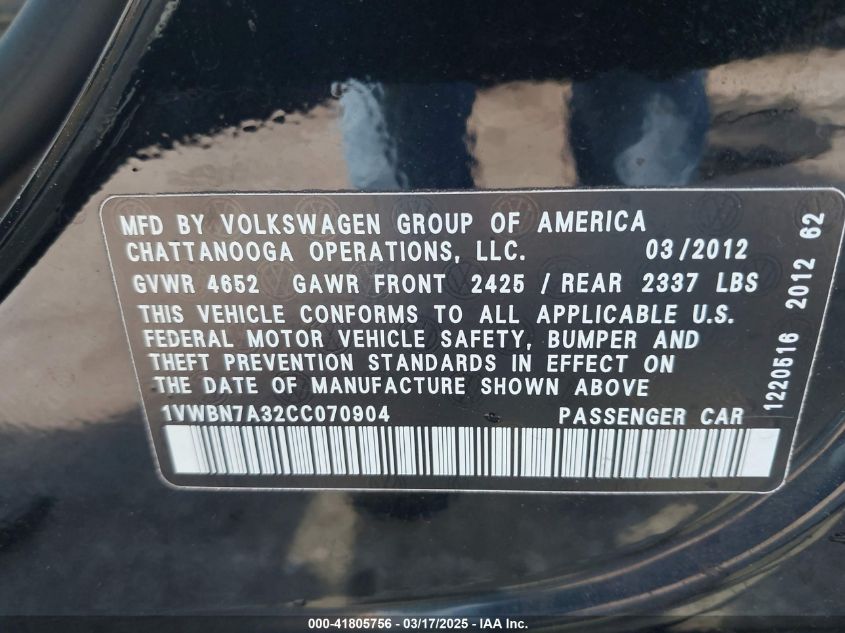 MFD BY VOLKSWAGEN GROUP OF AMERICA
CHATTANOOGA OPERATIONS, LLC. 03/2012
GVWR 4652 GAWR FRONT 2425 / REAR 2337 LBS
THIS VEHICLE CONFORMS TO ALL APPLICABLE U.S.
FEDERAL MOTOR VEHICLE SAFETY, BUMPER AND
THEFT PREVENTION STANDARDS IN EFFECT ON
THE DATE OF MANUFACTURE SHOWN ABOVE.
1VWBN7A32CC070904 PASSENGER CAR
1220516 2012 62
000-41805756 - 03/17/2025 - IAA Inc.